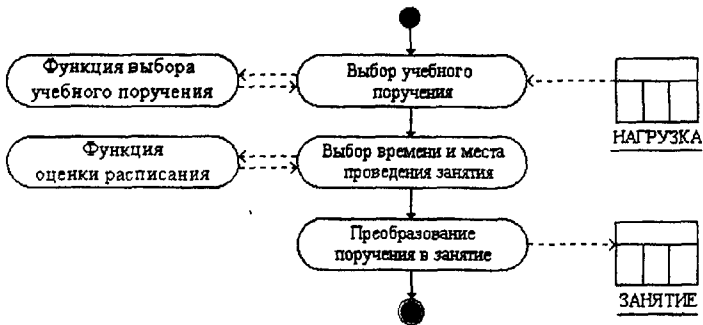 Функция выбора
учебного поручения
Выбор учебного
поручения
НАГРУЗКА
Функция
оценки расписания
Выбор времени и места
проведения занятия
Преобразование
поручения в занятие
ЗАНЯТИЕ